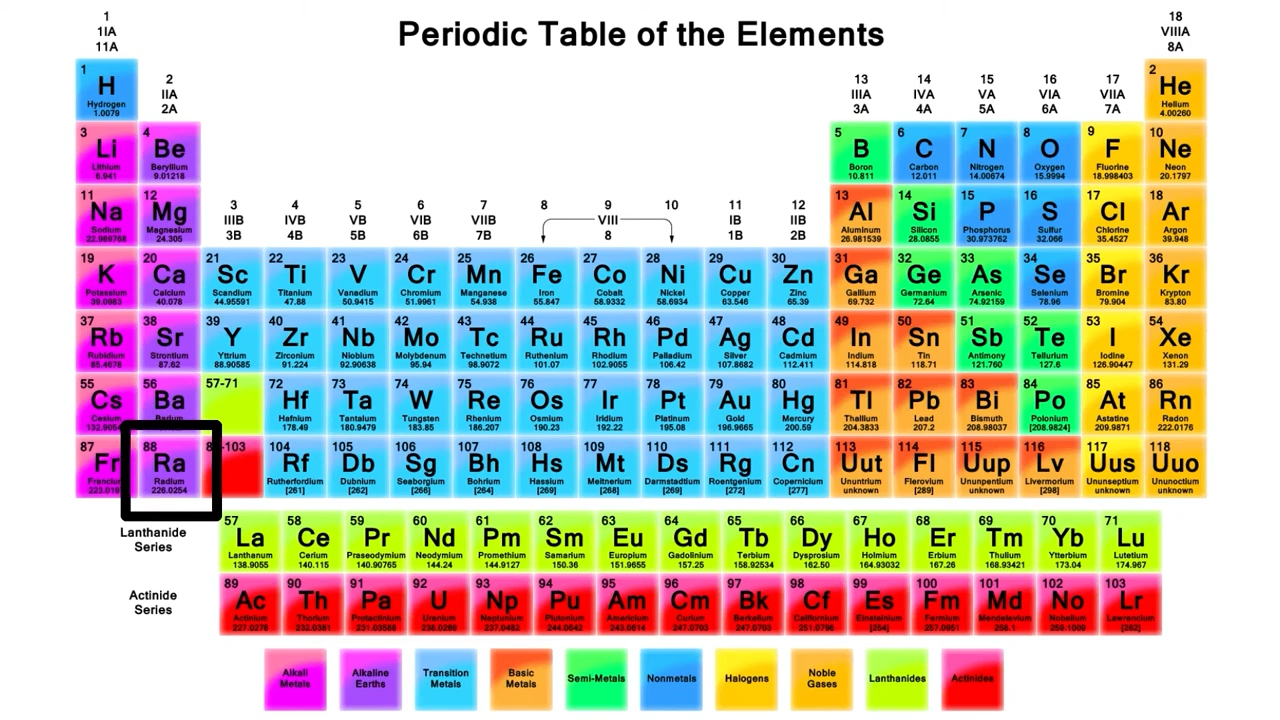 Periodic Table of the Elements
1
1IA
11A
18
VIIIA
8A
2
IIA
2A
13
IIIA
3A
14
IVA
4A
15
VA
5A
16
VIA
6A
17
VIIA
7A
3
IIIB
3B
4
IVB
4B
5
VB
5B
6
VIB
6B
7
VIIB
7B
8
9
10
VIII
8
11
IB
1B
12
IIB
2B
1 H Hydrogen 1.0079
2 He Helium 4.00260
3 Li Lithium 6.941
4 Be Beryllium 9.01218
5 B Boron 10.811
6 C Carbon 12.011
7 N Nitrogen 14.00674
8 O Oxygen 15.9994
9 F Fluorine 18.998403
10 Ne Neon 20.1797
11 Na Sodium 22.989768
12 Mg Magnesium 24.305
13 Al Aluminum 26.981539
14 Si Silicon 28.0855
15 P Phosphorus 30.973762
16 S Sulfur 32.066
17 Cl Chlorine 35.4527
18 Ar Argon 39.948
19 K Potassium 39.0983
20 Ca Calcium 40.078
21 Sc Scandium 44.95591
22 Ti Titanium 47.88
23 V Vanadium 50.9415
24 Cr Chromium 51.9961
25 Mn Manganese 54.938
26 Fe Iron 55.847
27 Co Cobalt 58.9332
28 Ni Nickel 58.6934
29 Cu Copper 63.546
30 Zn Zinc 65.39
31 Ga Gallium 69.732
32 Ge Germanium 72.64
33 As Arsenic 74.92159
34 Se Selenium 78.96
35 Br Bromine 79.904
36 Kr Krypton 83.80
37 Rb Rubidium 85.4678
38 Sr Strontium 87.62
39 Y Yttrium 88.90585
40 Zr Zirconium 91.224
41 Nb Niobium 92.90638
42 Mo Molybdenum 95.94
43 Tc Technetium 98.9072
44 Ru Ruthenium 101.07
45 Rh Rhodium 102.9055
46 Pd Palladium 106.42
47 Ag Silver 107.8682
48 Cd Cadmium 112.411
49 In Indium 114.818
50 Sn Tin 118.71
51 Sb Antimony 121.760
52 Te Tellurium 127.6
53 I Iodine 126.90447
54 Xe Xenon 131.29
55 Cs Cesium
56 Ba Barium
57-71
72 Hf Hafnium 178.49
73 Ta Tantalum 180.9479
74 W Tungsten 183.85
75 Re Rhenium 186.207
76 Os Osmium 190.23
77 Ir Iridium 192.22
78 Pt Platinum 195.08
79 Au Gold 196.9665
80 Hg Mercury 200.59
81 Tl Thallium 204.3833
82 Pb Lead 207.2
83 Bi Bismuth 208.98037
84 Po Polonium [208.9824]
85 At Astatine 209.9871
86 Rn Radon 222.0176
87 Fr
88 Ra Radium 226.0254
-103
104 Rf Rutherfordium [261]
105 Db Dubnium [262]
106 Sg Seaborgium [266]
107 Bh Bohrium [264]
108 Hs Hassium [269]
109 Mt Meitnerium [268]
110 Ds Darmstadtium [269]
111 Rg Roentgenium [272]
112 Cn Copernicium [277]
113 Uut Ununtrium unknown
114 Fl Flerovium [289]
115 Uup Ununpentium unknown
116 Lv Livermorium [298]
117 Uus Ununseptium unknown
118 Uuo Ununoctium unknown
Lanthanide
Series
57 La Lanthanum 138.9055
58 Ce Cerium 140.115
59 Pr Praseodymium 140.90765
60 Nd Neodymium 144.24
61 Pm Promethium 144.9127
62 Sm Samarium 150.36
63 Eu Europium 151.9655
64 Gd Gadolinium 157.25
65 Tb Terbium 158.92534
66 Dy Dysprosium 162.50
67 Ho Holmium 164.93032
68 Er Erbium 167.26
69 Tm Thulium 168.93421
70 Yb Ytterbium 173.04
71 Lu Lutetium 174.967
Actinide
Series
89 Ac Actinium 227.0278
90 Th Thorium 232.0381
91 Pa Protactinium 231.03588
92 U Uranium 238.0289
93 Np Neptunium 237.0482
94 Pu Plutonium 244.0642
95 Am Americium 243.0614
96 Cm Curium 247.0703
97 Bk Berkelium 247.0703
98 Cf Californium 251.0796
99 Es Einsteinium [254]
100 Fm Fermium 257.0951
101 Md Mendelevium 258.1
102 No Nobelium 259.1009
103 Lr Lawrencium [262]
Alkali
Metals
Alkaline
Earths
Transition
Metals
Basic
Metals
Semi-Metals
Nonmetals
Halogens
Noble
Gases
Lanthanides
Actinides